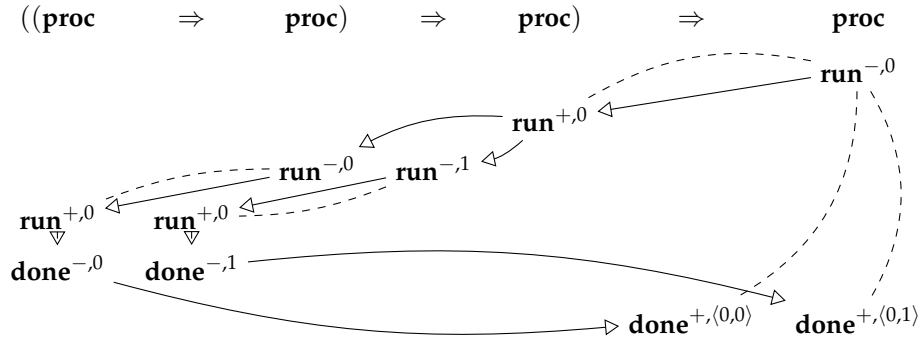 ((proc ⇒ proc) ⇒ proc) ⇒ proc
run^{−,0}
run^{+,0}
run^{−,0} run^{−,1}
run^{+,0} run^{+,0}
done^{−,0} done^{−,1}
done^{+,⟨0,0⟩} done^{+,⟨0,1⟩}